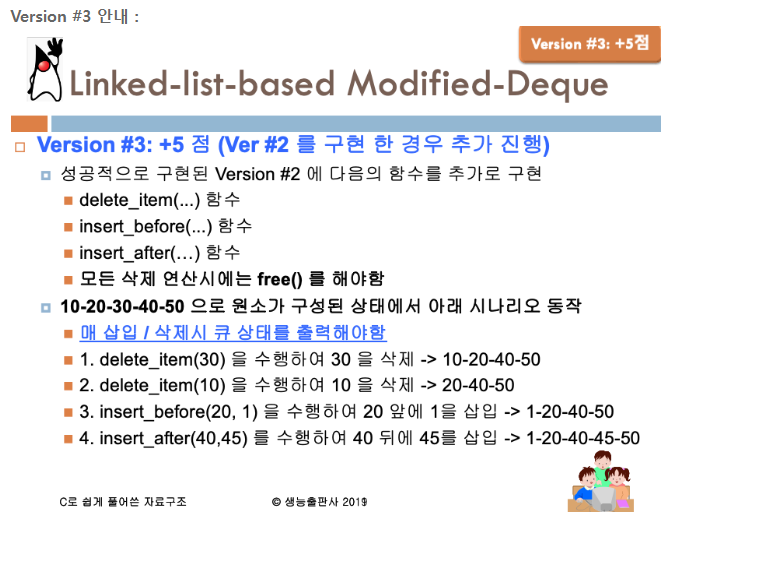 Version #3 안내 :
Version #3: +5점
Linked-list-based Modified-Deque
Version #3: +5 점 (Ver #2 를 구현 한 경우 추가 진행)
성공적으로 구현된 Version #2 에 다음의 함수를 추가로 구현
delete_item(...) 함수
insert_before(...) 함수
insert_after(…) 함수
모든 삭제 연산시에는 free() 를 해야함
10-20-30-40-50 으로 원소가 구성된 상태에서 아래 시나리오 동작
매 삽입 / 삭제시 큐 상태를 출력해야함
1. delete_item(30) 을 수행하여 30 을 삭제 -> 10-20-40-50
2. delete_item(10) 을 수행하여 10 을 삭제 -> 20-40-50
3. insert_before(20, 1) 을 수행하여 20 앞에 1을 삽입 -> 1-20-40-50
4. insert_after(40,45) 를 수행하여 40 뒤에 45를 삽입 -> 1-20-40-45-50
C로 쉽게 풀어쓴 자료구조
© 생능출판사 2019